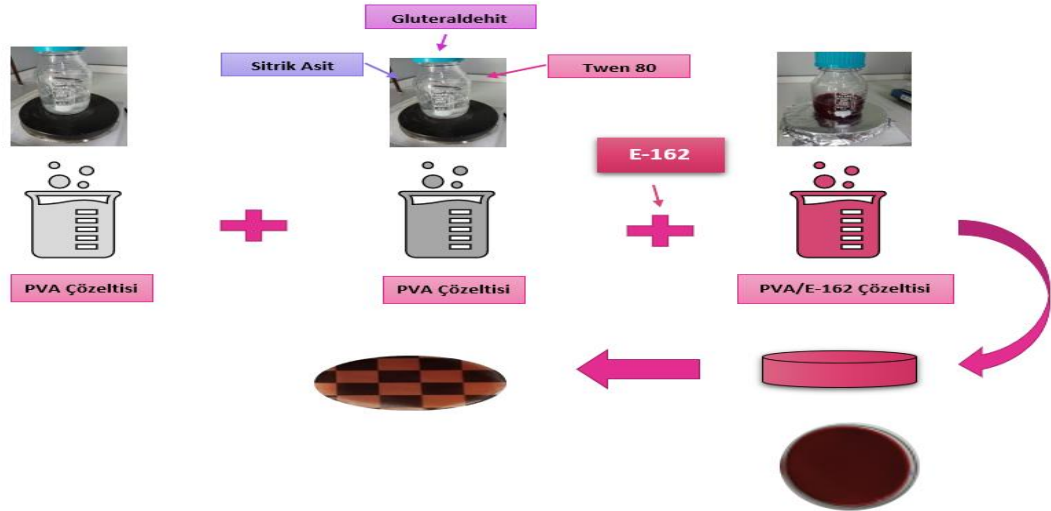 Gluteraldehit
Sitrik Asit
Twen 80
E-162
PVA Çözeltisi
PVA Çözeltisi
PVA/E-162 Çözeltisi